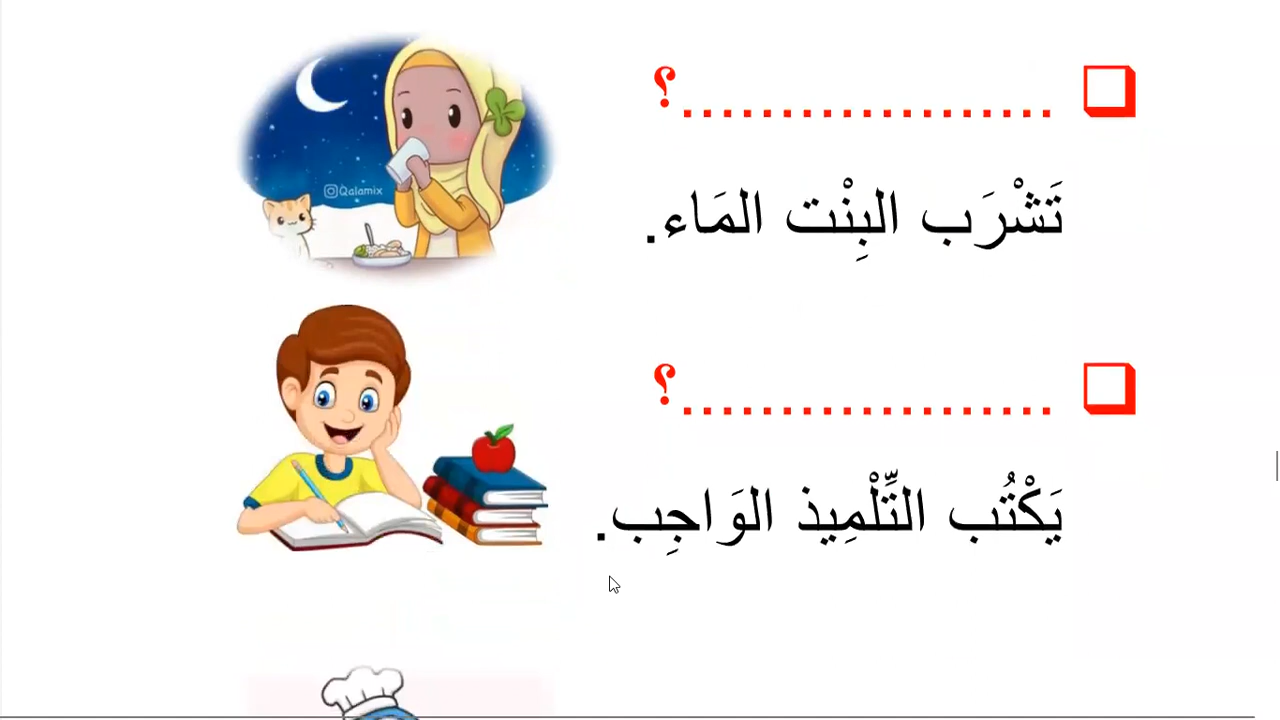 ...................؟
تَشْرَب البِنْت المَاء.
Qalamix
...................؟
يَكْتُب التِّلْمِيذ الوَاجِب.